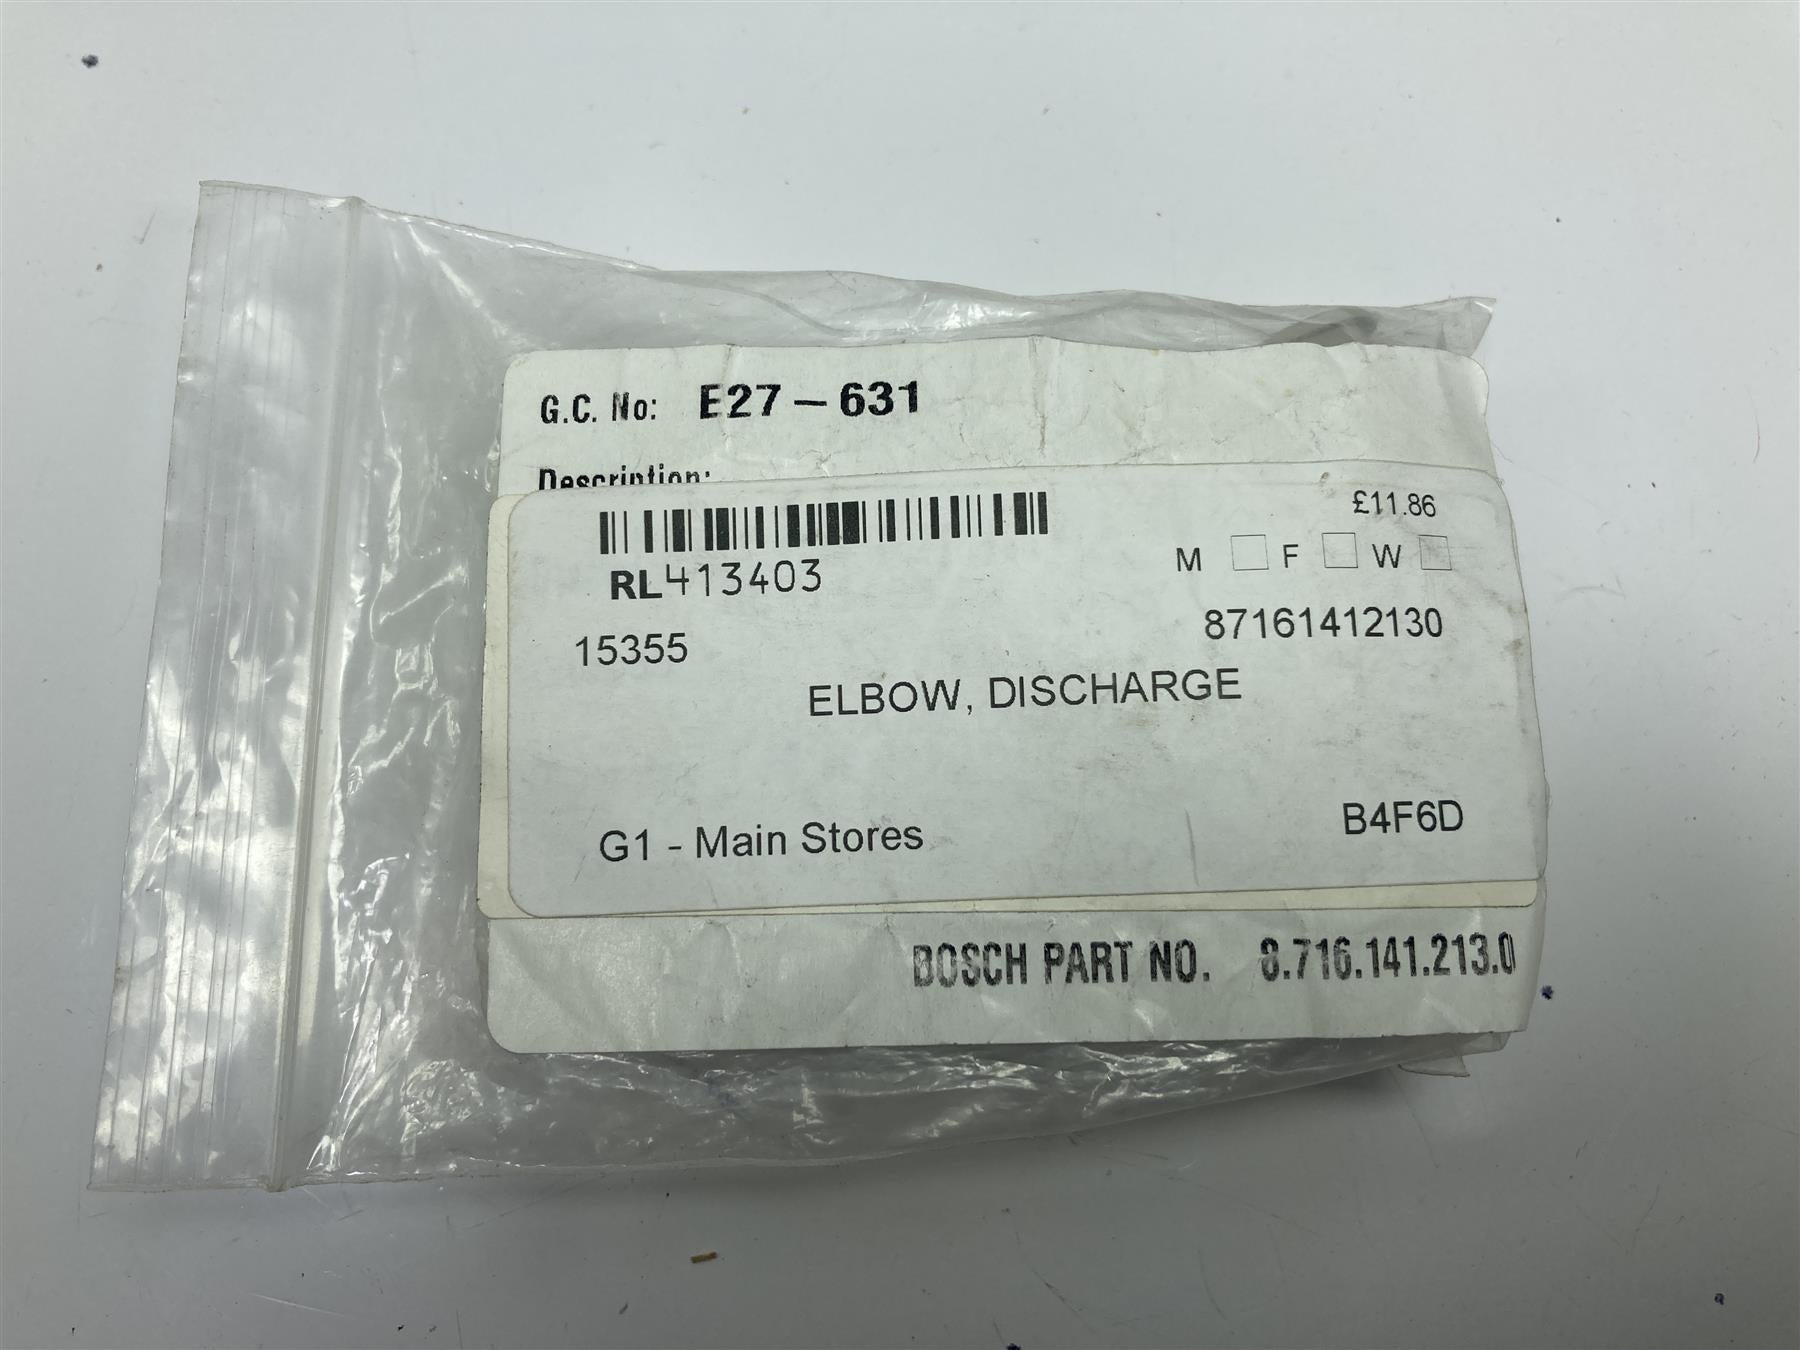 G.C. No: E27-631
Description:
£11.86
RL413403
M F W
15355
87161412130
ELBOW, DISCHARGE
G1 - Main Stores
B4F6D
BOSCH PART NO. 8.716.141.213.0